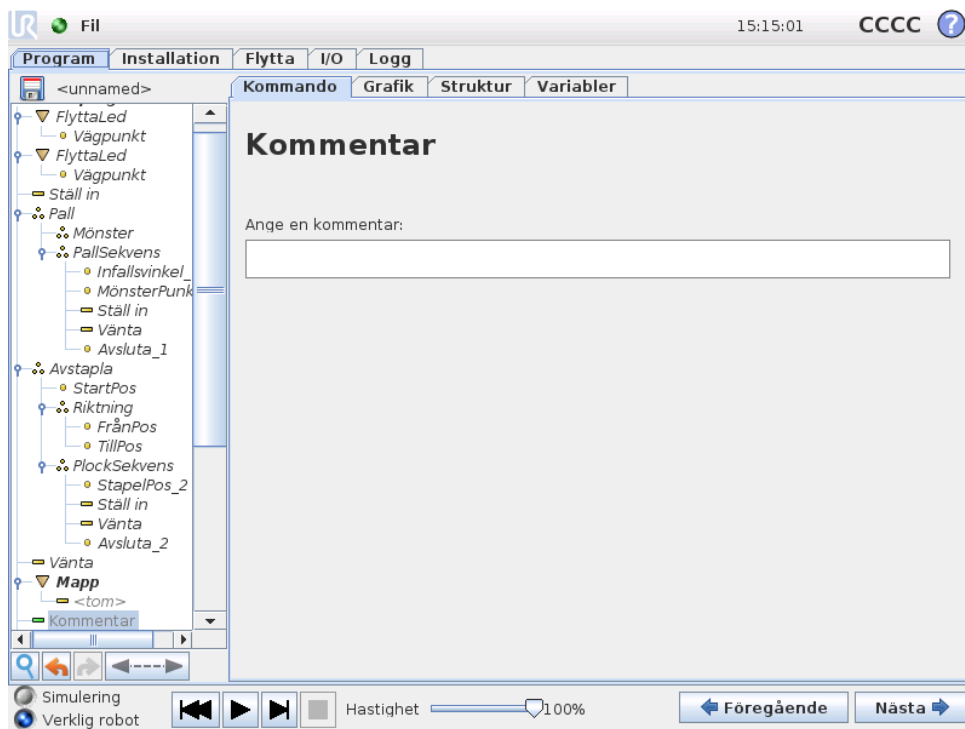 UR Fil 15:15:01 CCCC ?
Program Installation Flytta I/O Logg
<unnamed>
Kommando Grafik Struktur Variabler
FlyttaLed
Vägpunkt
FlyttaLed
Vägpunkt
Ställ in
Pall
Mönster
PallSekvens
Infallsvinkel_
MönsterPunk
Ställ in
Vänta
Avsluta_1
Avstapla
StartPos
Riktning
FrånPos
TillPos
PlockSekvens
StapelPos_2
Ställ in
Vänta
Avsluta_2
Vänta
Mapp
<tom>
Kommentar
Kommentar
Ange en kommentar:
Simulering
Verklig robot
Hastighet 100%
Föregående Nästa